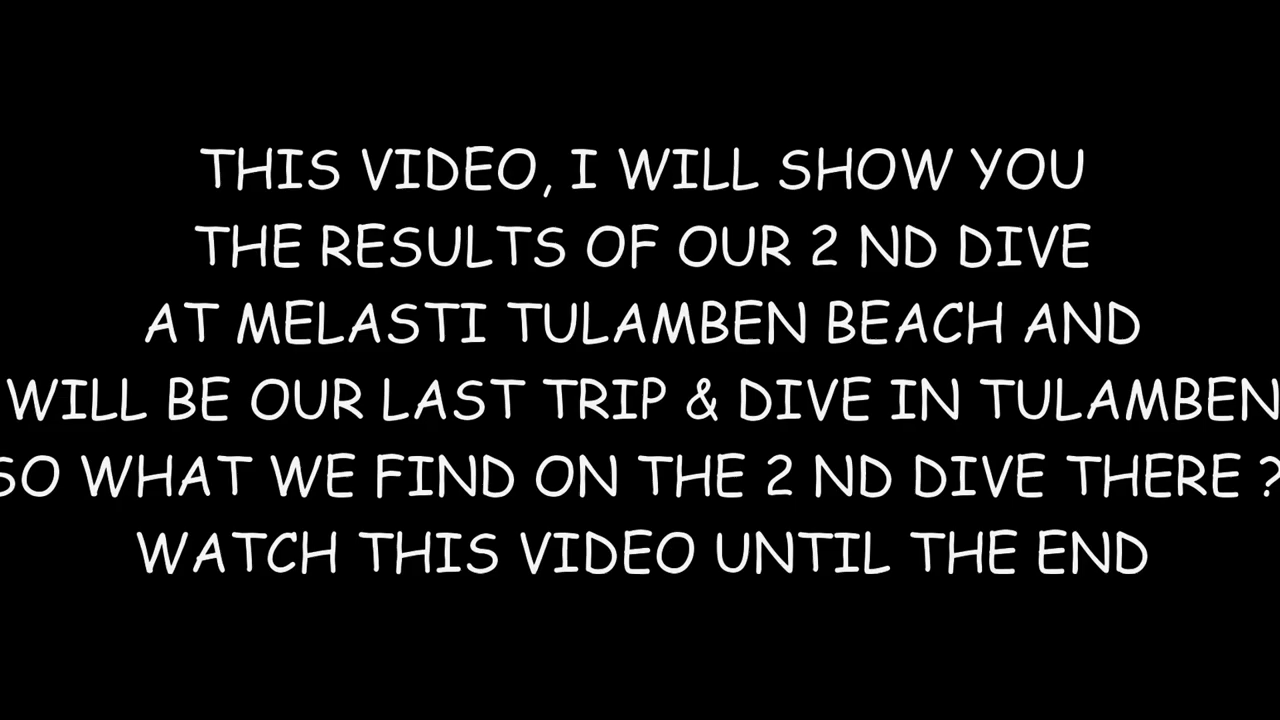 THIS VIDEO, I WILL SHOW YOU
THE RESULTS OF OUR 2 ND DIVE
AT MELASTI TULAMBEN BEACH AND
WILL BE OUR LAST TRIP & DIVE IN TULAMBEN
SO WHAT WE FIND ON THE 2 ND DIVE THERE ?
WATCH THIS VIDEO UNTIL THE END